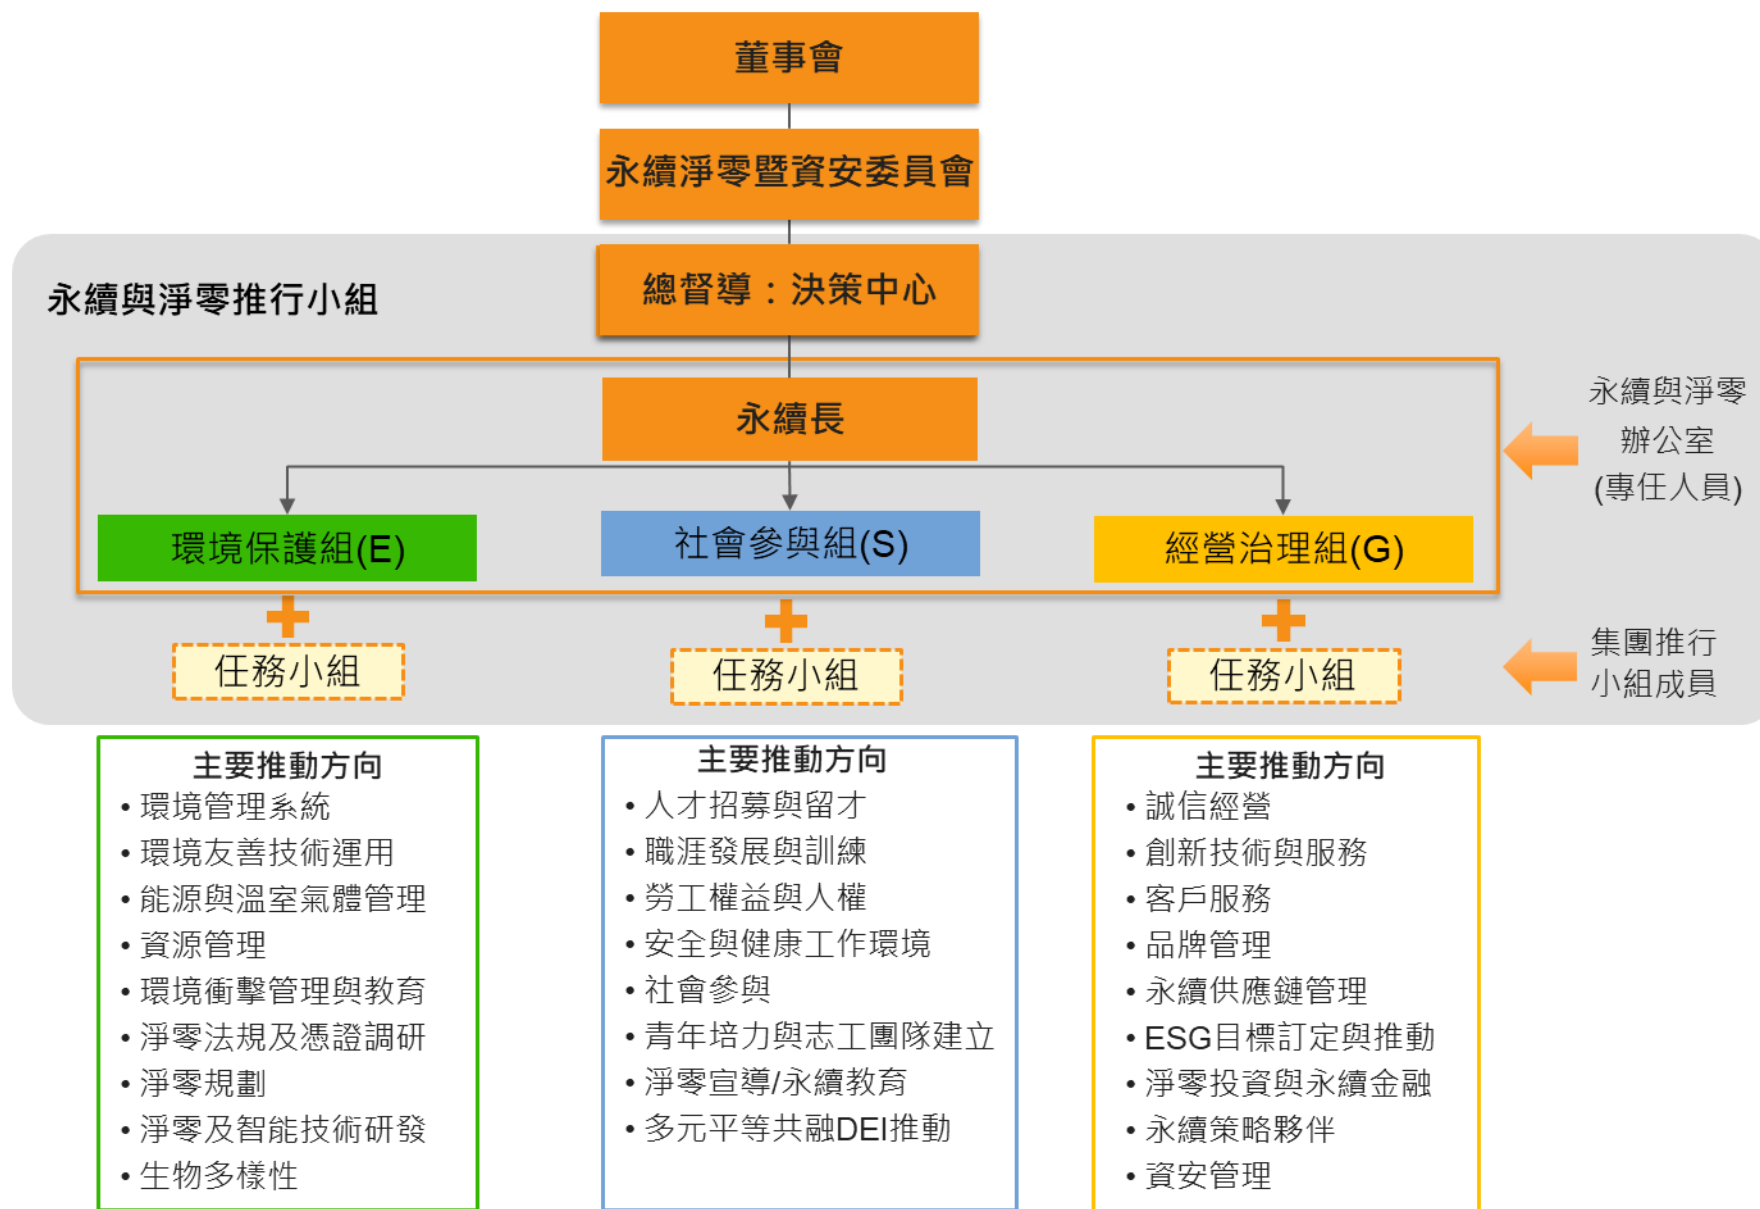 董事會
永續淨零暨資安委員會
總督導：決策中心
永續與淨零推行小組
永續長
永續與淨零
辦公室
(專任人員)
環境保護組(E)
社會參與組(S)
經營治理組(G)
任務小組
任務小組
任務小組
集團推行
小組成員
主要推動方向
• 環境管理系統
• 環境友善技術運用
• 能源與溫室氣體管理
• 資源管理
• 環境衝擊管理與教育
• 淨零法規及憑證調研
• 淨零規劃
• 淨零及智能技術研發
• 生物多樣性
主要推動方向
• 人才招募與留才
• 職涯發展與訓練
• 勞工權益與人權
• 安全與健康工作環境
• 社會參與
• 青年培力與志工團隊建立
• 淨零宣導/永續教育
• 多元平等共融DEI推動
主要推動方向
• 誠信經營
• 創新技術與服務
• 客戶服務
• 品牌管理
• 永續供應鏈管理
• ESG目標訂定與推動
• 淨零投資與永續金融
• 永續策略夥伴
• 資安管理